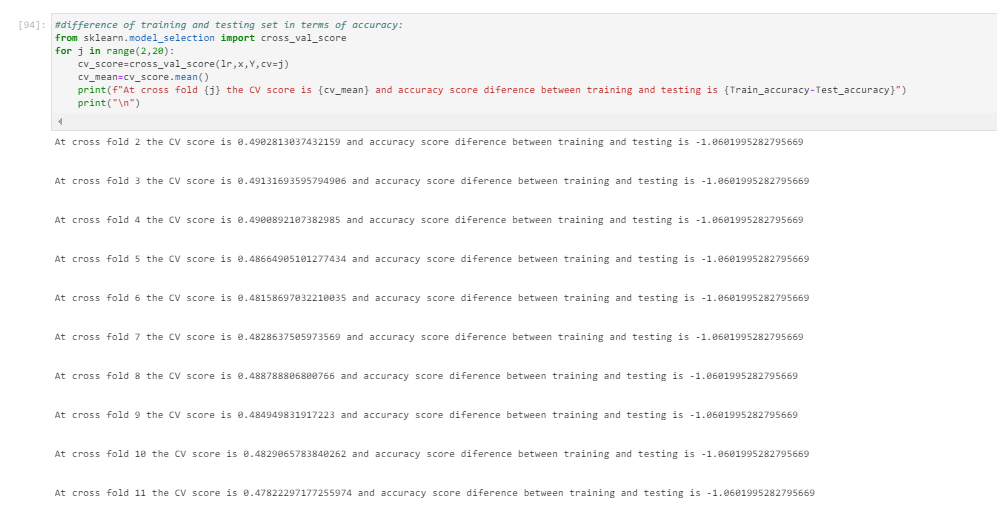 [94]: #difference of training and testing set in terms of accuracy:
from sklearn.model_selection import cross_val_score
for j in range(2,20):
    cv_score=cross_val_score(lr,x,Y,cv=j)
    cv_mean=cv_score.mean()
    print(f"At cross fold {j} the CV score is {cv_mean} and accuracy score diference between training and testing is {Train_accuracy-Test_accuracy}")
    print("\n")
At cross fold 2 the CV score is 0.4902813037432159 and accuracy score diference between training and testing is -1.0601995282795669
At cross fold 3 the CV score is 0.49131693595794906 and accuracy score diference between training and testing is -1.0601995282795669
At cross fold 4 the CV score is 0.4900892107382985 and accuracy score diference between training and testing is -1.0601995282795669
At cross fold 5 the CV score is 0.48664905101277434 and accuracy score diference between training and testing is -1.0601995282795669
At cross fold 6 the CV score is 0.48158697032210035 and accuracy score diference between training and testing is -1.0601995282795669
At cross fold 7 the CV score is 0.4828637505973569 and accuracy score diference between training and testing is -1.0601995282795669
At cross fold 8 the CV score is 0.488788806800766 and accuracy score diference between training and testing is -1.0601995282795669
At cross fold 9 the CV score is 0.484949831917223 and accuracy score diference between training and testing is -1.0601995282795669
At cross fold 10 the CV score is 0.4829065783840262 and accuracy score diference between training and testing is -1.0601995282795669
At cross fold 11 the CV score is 0.47822297177255974 and accuracy score diference between training and testing is -1.0601995282795669